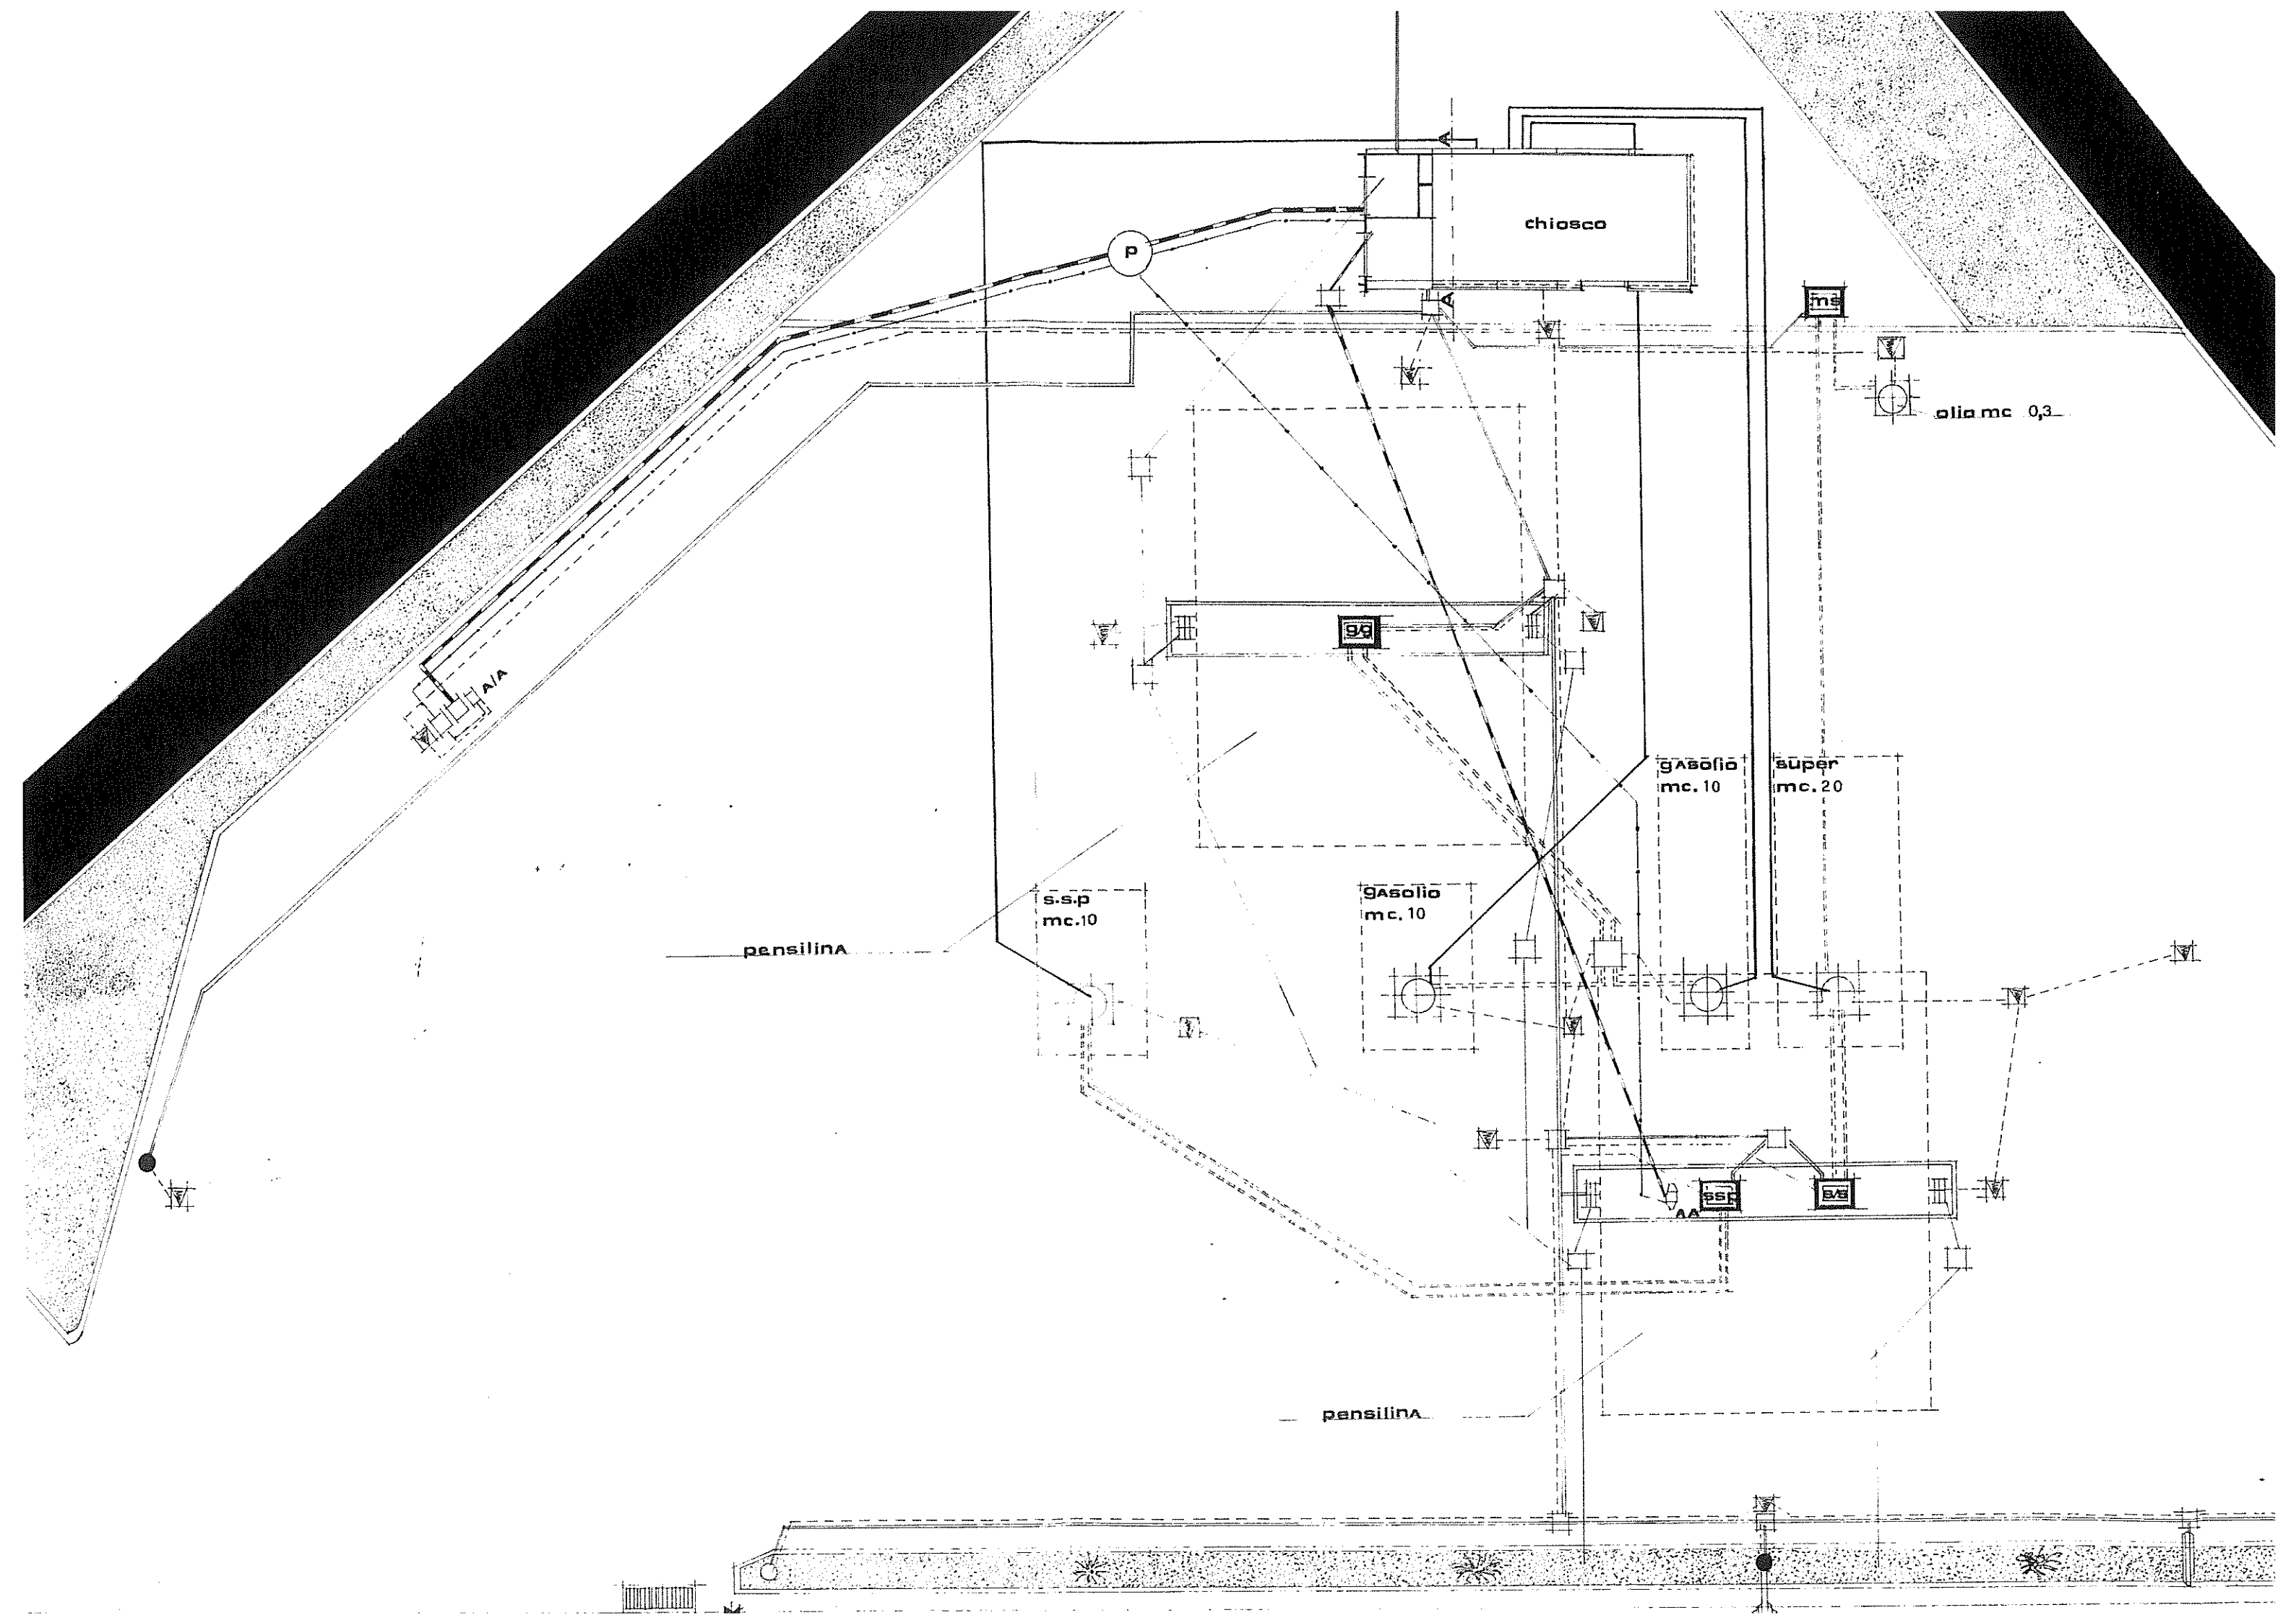 A
chiosco
P
A
ms
olio mc 0,3
g/g
A/A
gasolio
mc. 10
super
mc. 20
s.s.p
mc. 10
gasolio
mc. 10
pensilina
ssp
s/s
AA
pensilina